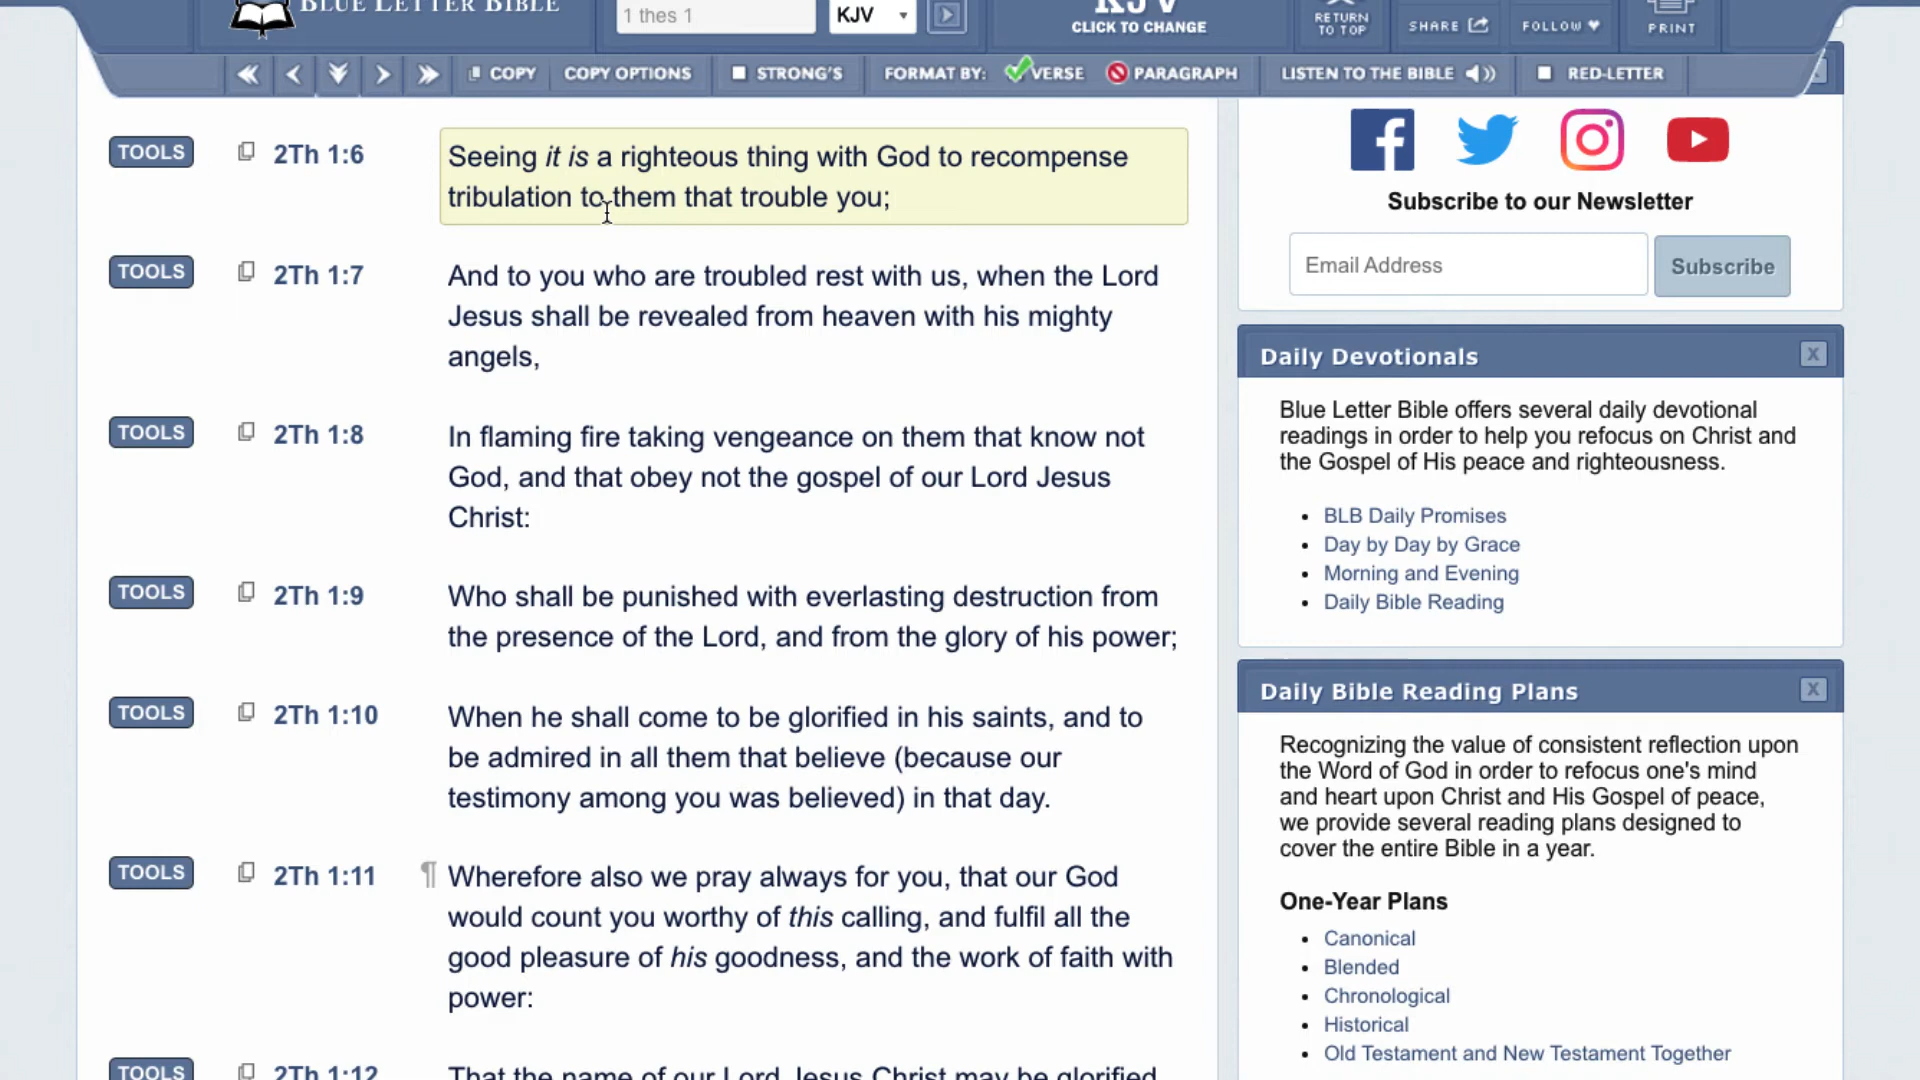 BLUE LETTER BIBLE
1 thes 1
KJV
KJV
CLICK TO CHANGE
RETURN
TO TOP
SHARE
FOLLOW
PRINT
COPY
COPY OPTIONS
STRONG'S
FORMAT BY:
VERSE
PARAGRAPH
LISTEN TO THE BIBLE
RED-LETTER
TOOLS
2Th 1:6
Seeing it is a righteous thing with God to recompense
tribulation to them that trouble you;
TOOLS
2Th 1:7
And to you who are troubled rest with us, when the Lord
Jesus shall be revealed from heaven with his mighty
angels,
TOOLS
2Th 1:8
In flaming fire taking vengeance on them that know not
God, and that obey not the gospel of our Lord Jesus
Christ:
TOOLS
2Th 1:9
Who shall be punished with everlasting destruction from
the presence of the Lord, and from the glory of his power;
TOOLS
2Th 1:10
When he shall come to be glorified in his saints, and to
be admired in all them that believe (because our
testimony among you was believed) in that day.
TOOLS
2Th 1:11
¶ Wherefore also we pray always for you, that our God
would count you worthy of this calling, and fulfil all the
good pleasure of his goodness, and the work of faith with
power:
TOOLS
2Th 1:12
That the name of our Lord Jesus Christ may be glorified
Subscribe to our Newsletter
Email Address
Subscribe
Daily Devotionals
X
Blue Letter Bible offers several daily devotional
readings in order to help you refocus on Christ and
the Gospel of His peace and righteousness.
• BLB Daily Promises
• Day by Day by Grace
• Morning and Evening
• Daily Bible Reading
Daily Bible Reading Plans
X
Recognizing the value of consistent reflection upon
the Word of God in order to refocus one's mind
and heart upon Christ and His Gospel of peace,
we provide several reading plans designed to
cover the entire Bible in a year.
One-Year Plans
• Canonical
• Blended
• Chronological
• Historical
• Old Testament and New Testament Together